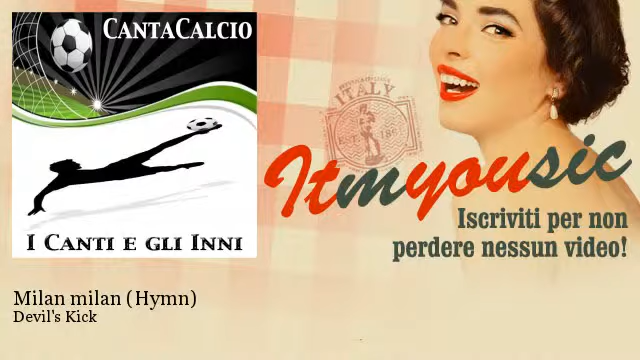 CantaCalcio
I Canti e gli Inni
ITALY
Itmyousic
Iscriviti per non
perdere nessun video!
Milan milan (Hymn)
Devil's Kick